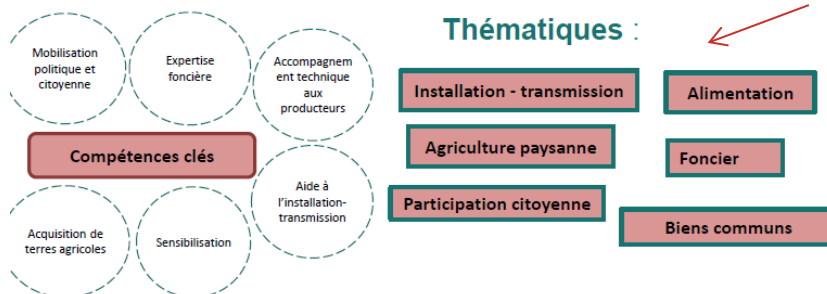 Mobilisation
politique et
citoyenne
Expertise
foncière
Accompagnem
ent technique
aux
producteurs
Compétences clés
Acquisition de
terres agricoles
Sensibilisation
Aide à
l'installation-
transmission
Thématiques :
Installation - transmission
Alimentation
Agriculture paysanne
Foncier
Participation citoyenne
Biens communs